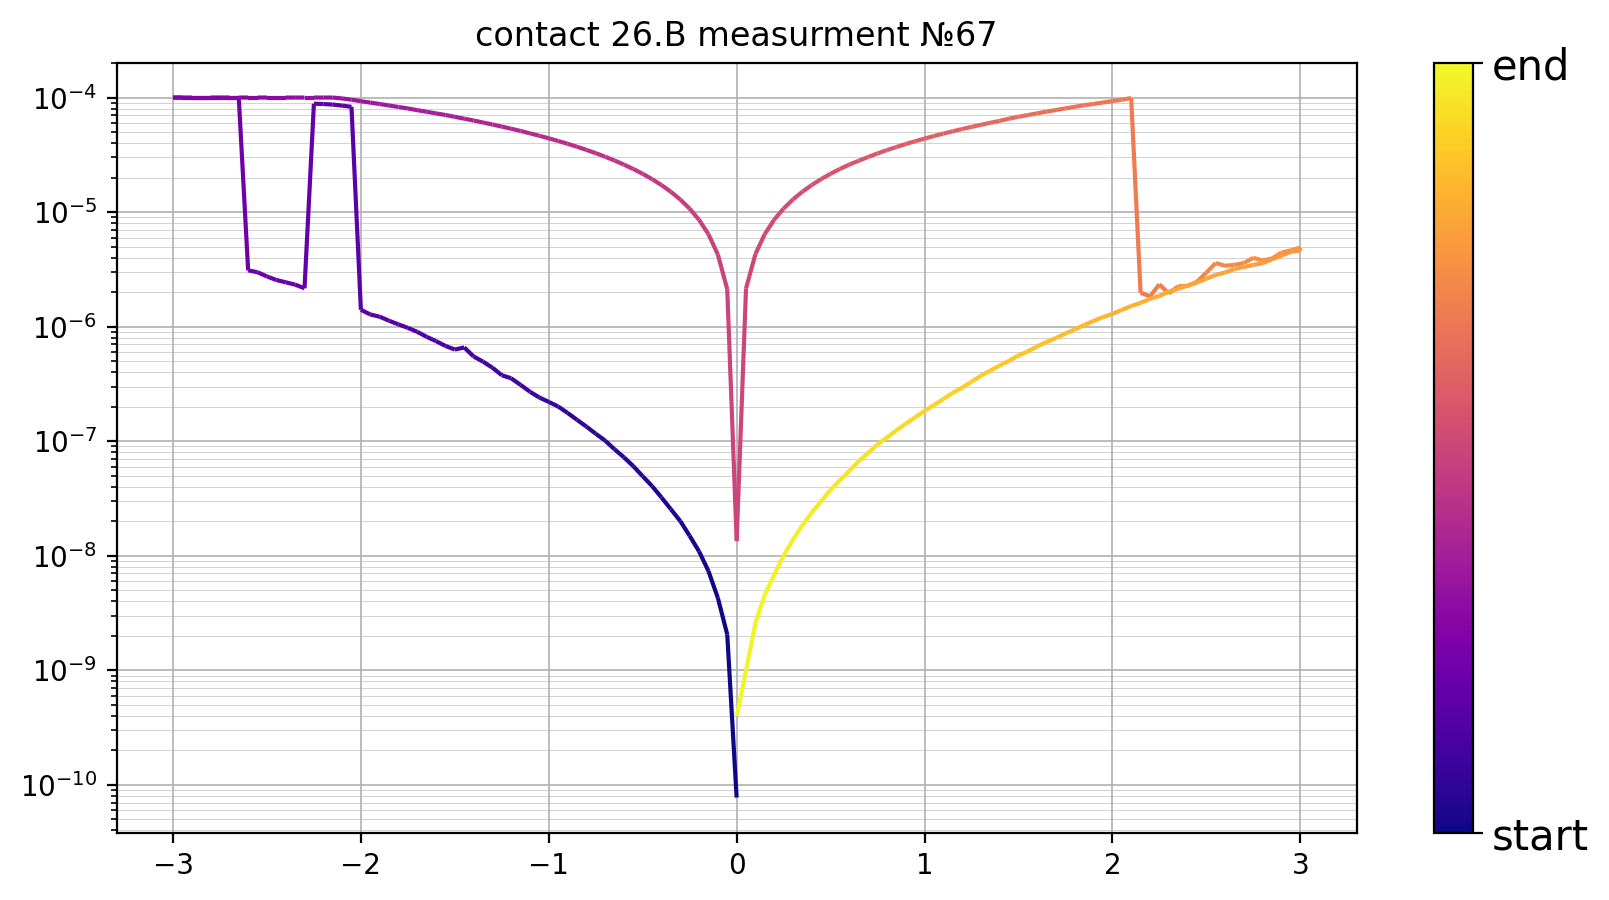 contact 26.B measurment №67
10⁻⁴
10⁻⁵
10⁻⁶
10⁻⁷
10⁻⁸
10⁻⁹
10⁻¹⁰
−3 −2 −1 0 1 2 3
end
start